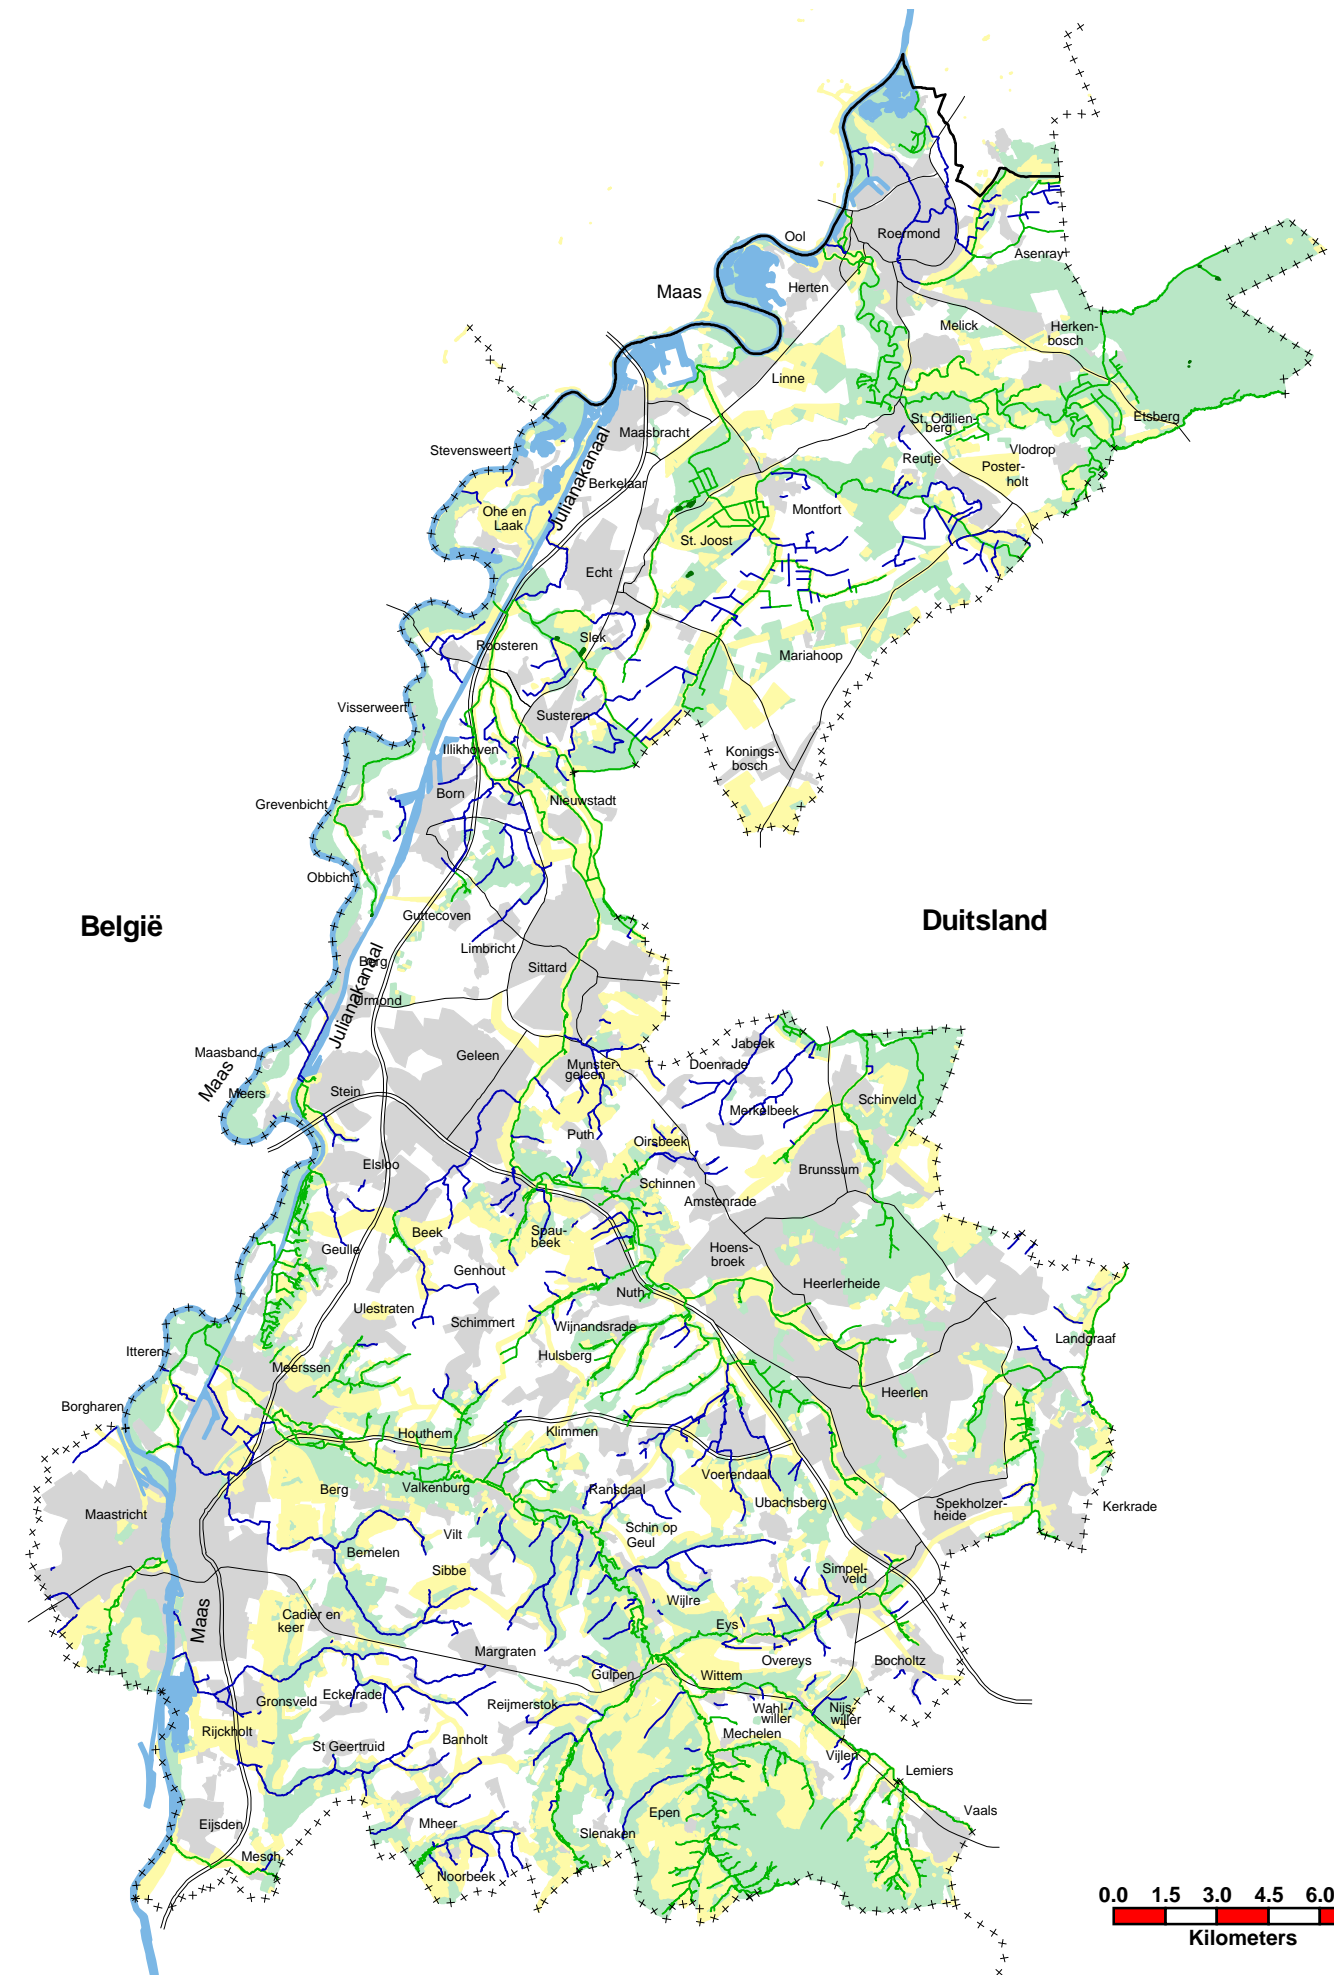 Ool
Roermond
Asenray
Maas
Herten
Melick
Herken-
bosch
Linne
Etsberg
St. Odilien-
berg
Maasbracht
Stevensweert
Reutje
Vlodrop
Poster-
holt
Julianakanaal
Berkelaar
Ohe en
Laak
Montfort
St. Joost
Echt
Roosteren
Slek
Mariahoop
Visserweert
Susteren
Illikhoven
Konings-
bosch
Born
Grevenbicht
Nieuwstadt
Obbicht
Guttecoven
België
Duitsland
Limbricht
Berg
Sittard
Urmond
Julianakanaal
Maasband
Maas
Meers
Geleen
Stein
Munster-
geleen
Jabeek
Doenrade
Merkelbeek
Schinveld
Puth
Oirsbeek
Elsloo
Brunssum
Schinnen
Amstenrade
Beek
Spau-
beek
Geulle
Hoens-
broek
Genhout
Heerlerheide
Nuth
Ulestraten
Schimmert
Wijnandsrade
Landgraaf
Itteren
Hulsberg
Meerssen
Heerlen
Borgharen
Houthem
Klimmen
Voerendaal
Berg
Valkenburg
Ransdaal
Ubachsberg
Spekholzer-
heide
Kerkrade
Maastricht
Vilt
Schin op
Geul
Bemelen
Sibbe
Simpel-
veld
Wijlre
Maas
Cadier en
keer
Eys
Margraten
Overeys
Bocholtz
Gulpen
Wittem
Gronsveld
Eckelrade
Reijmerstok
Wahl-
willer
Nijs-
willer
Rijckholt
Mechelen
St Geertruid
Banholt
Vijlen
Lemiers
Vaals
Eijsden
Mheer
Epen
Slenaken
Mesch
Noorbeek
0.0 1.5 3.0 4.5 6.0
Kilometers